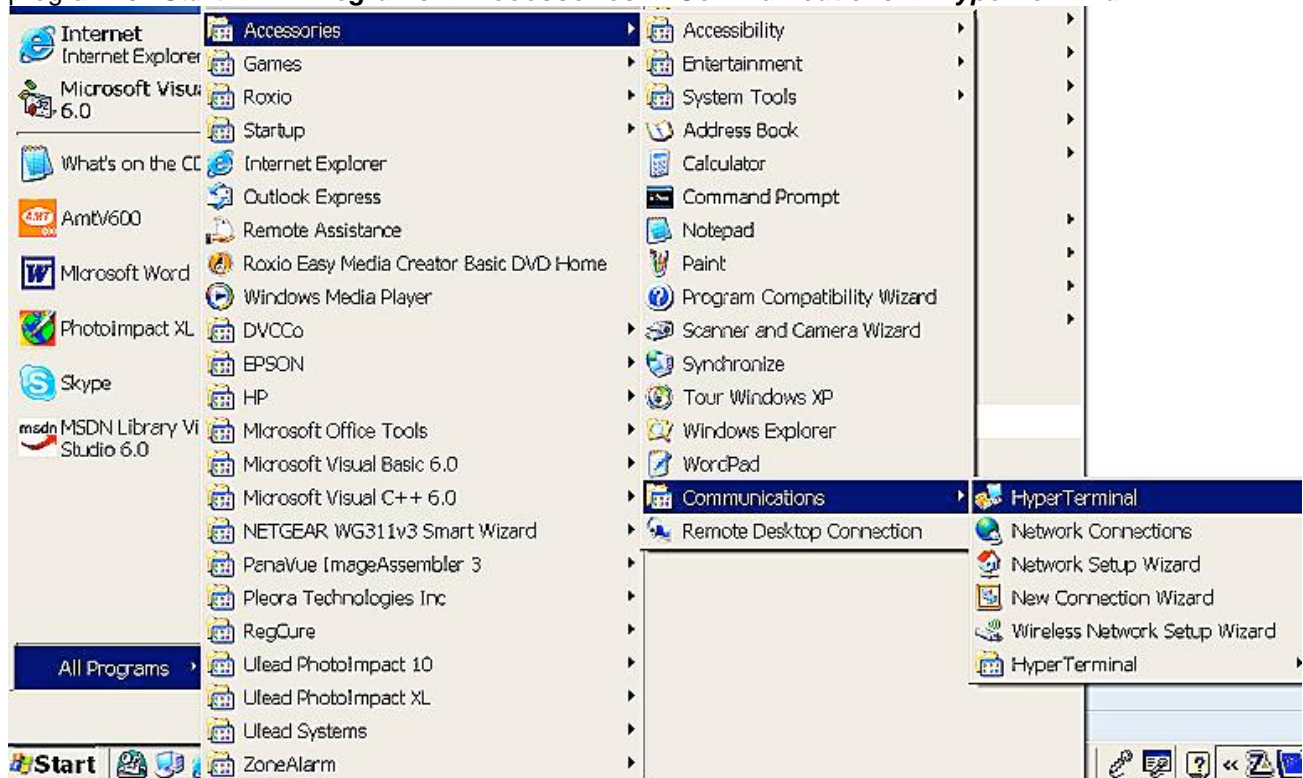 Internet
Internet Explorer
Microsoft Visu
6.0
What's on the CD
AmtV600
Microsoft Word
PhotoImpact XL
Skype
msdn MSDN Library Vi
Studio 6.0
All Programs
Start
Accessories
Games
Roxio
Startup
Internet Explorer
Outlook Express
Remote Assistance
Roxio Easy Media Creator Basic DVD Home
Windows Media Player
DVCCo
EPSON
HP
Microsoft Office Tools
Microsoft Visual Basic 6.0
Microsoft Visual C++ 6.0
NETGEAR WG311v3 Smart Wizard
PanaVue ImageAssembler 3
Pleora Technologies Inc
RegCure
Ulead PhotoImpact 10
Ulead PhotoImpact XL
Ulead Systems
ZoneAlarm
Accessibility
Entertainment
System Tools
Address Book
Calculator
Command Prompt
Notepad
Paint
Program Compatibility Wizard
Scanner and Camera Wizard
Synchronize
Tour Windows XP
Windows Explorer
WordPad
Communications
Remote Desktop Connection
HyperTerminal
Network Connections
Network Setup Wizard
New Connection Wizard
Wireless Network Setup Wizard
HyperTerminal